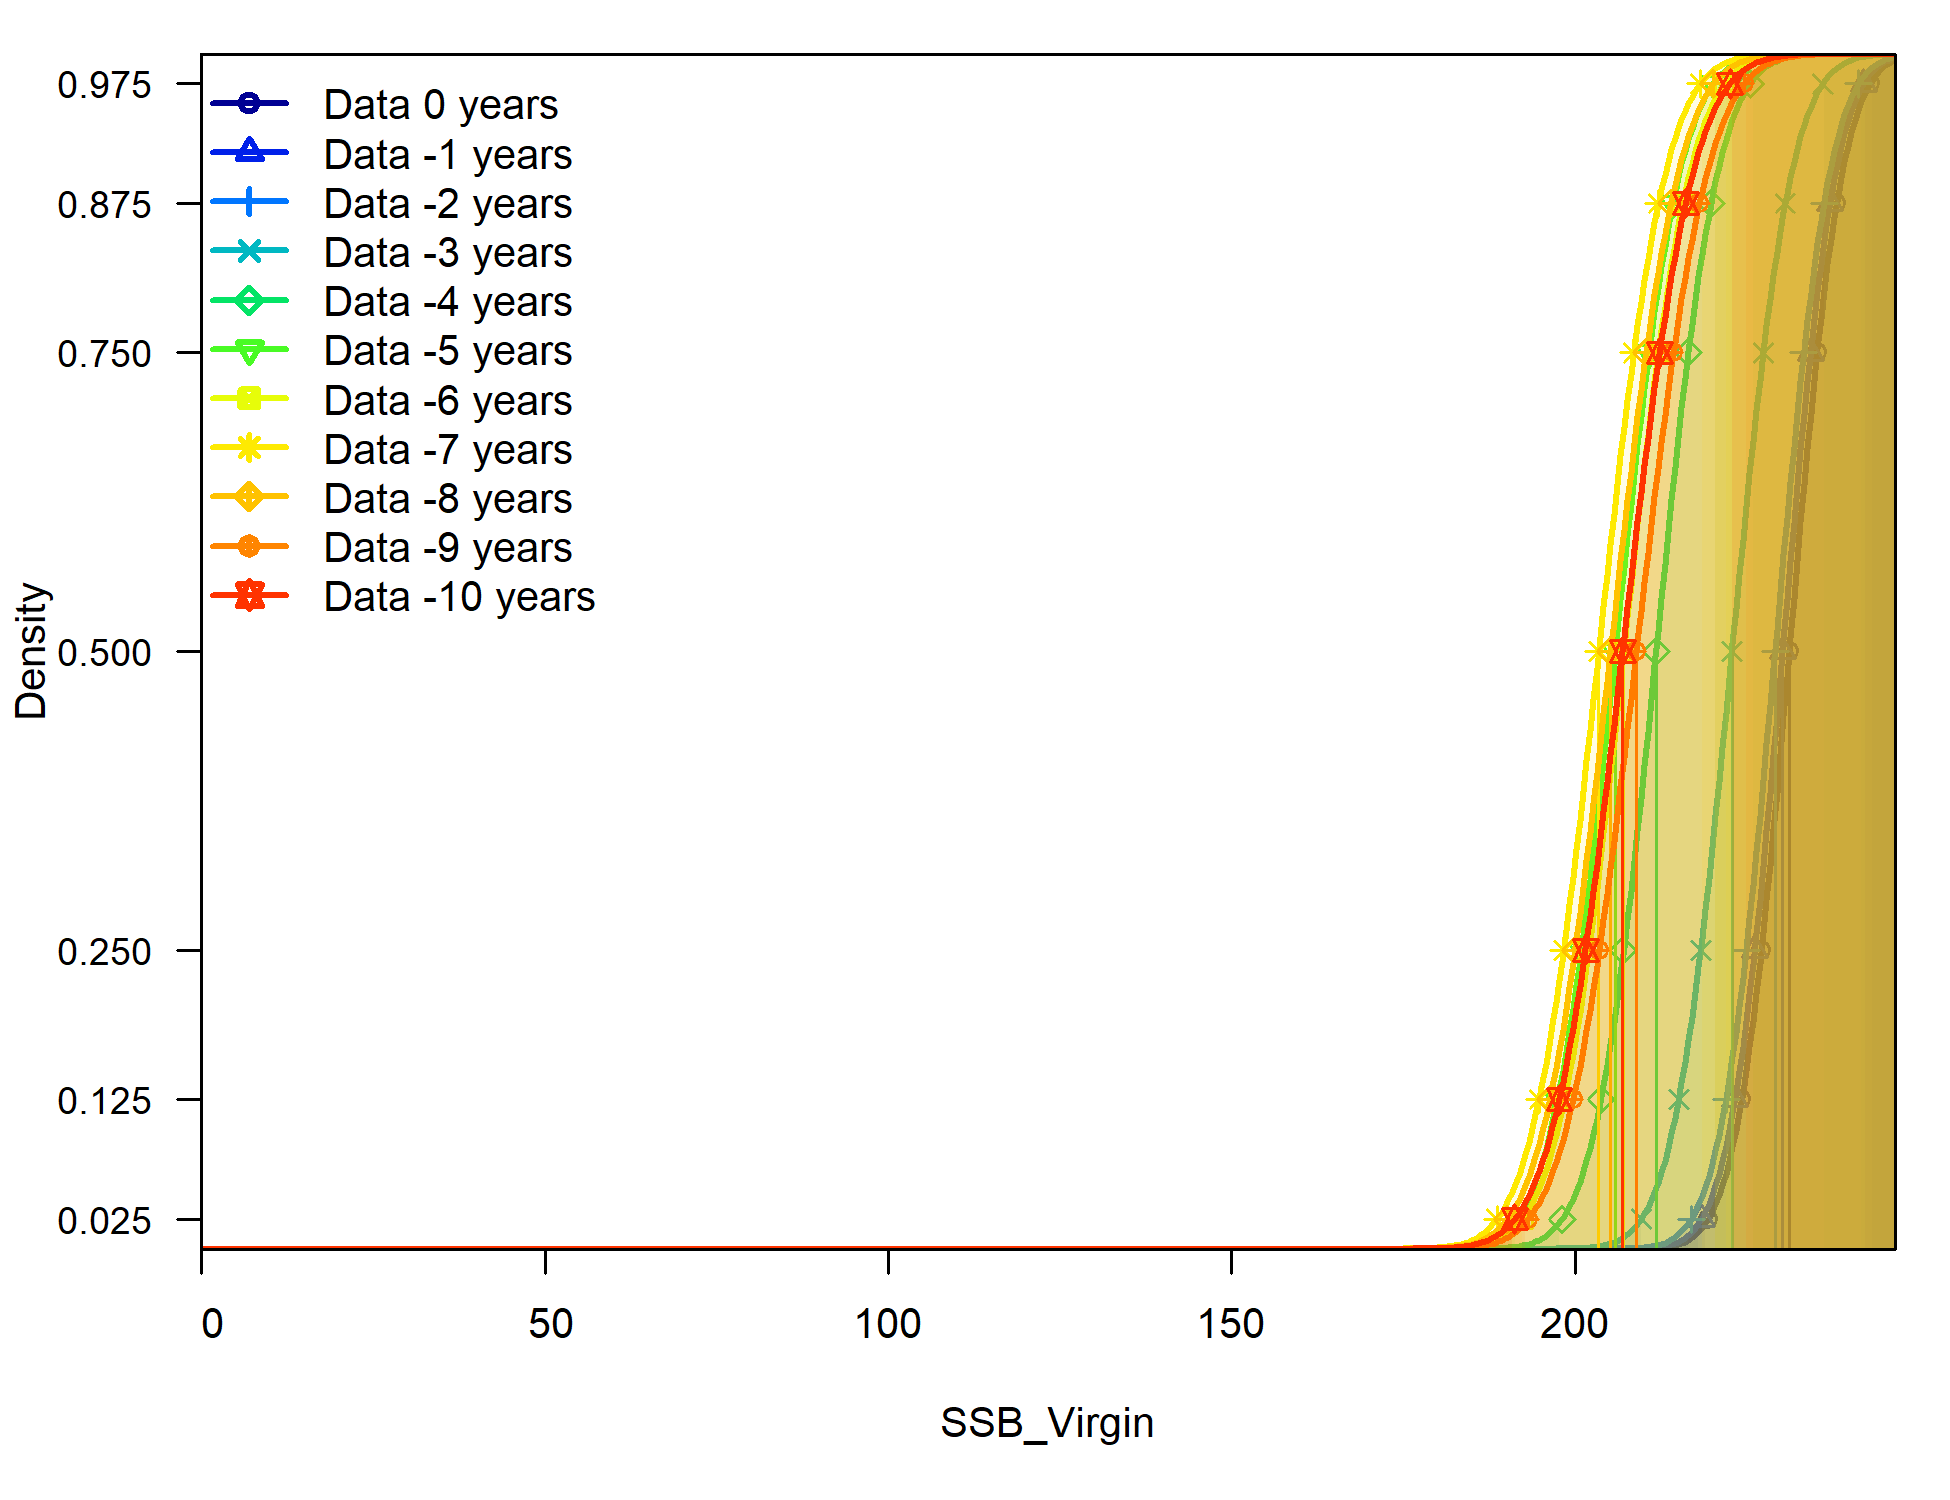 0.975
0.875
0.750
0.500
0.250
0.125
0.025
Density
Data 0 years
Data -1 years
Data -2 years
Data -3 years
Data -4 years
Data -5 years
Data -6 years
Data -7 years
Data -8 years
Data -9 years
Data -10 years
0 50 100 150 200
SSB_Virgin